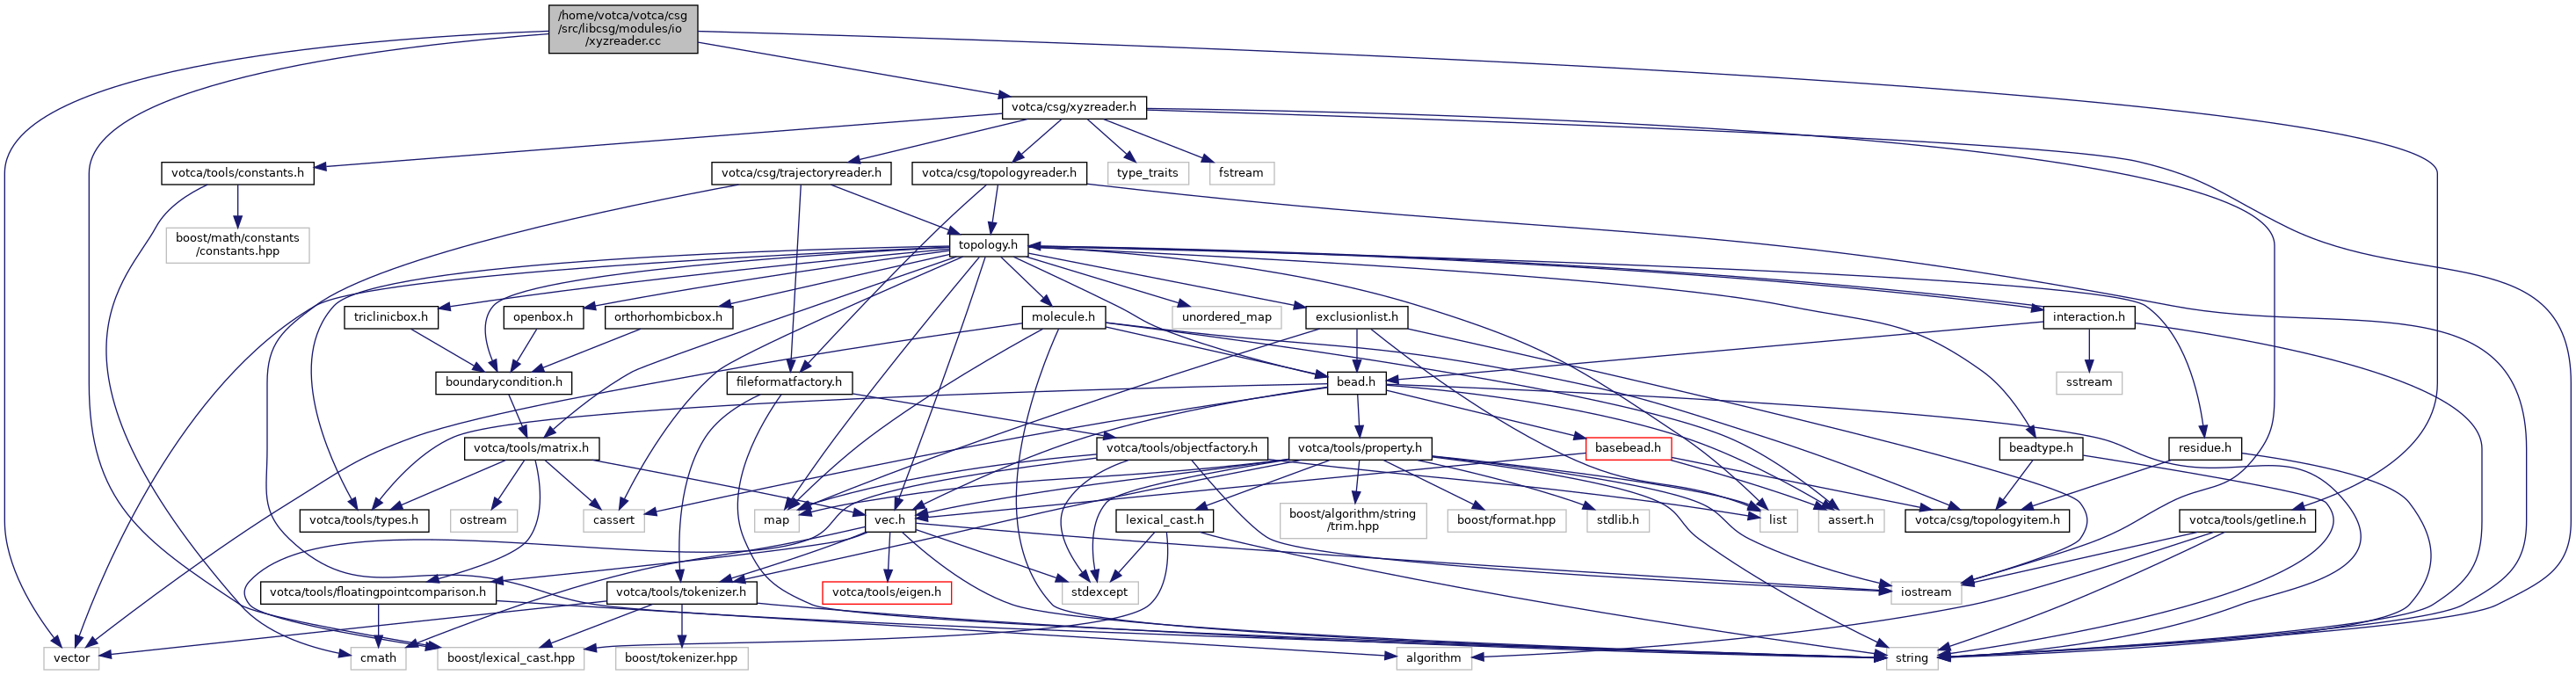 /home/votca/votca/csg
/src/libcsg/modules/io
/xyzreader.cc
votca/csg/xyzreader.h
votca/tools/constants.h
votca/csg/trajectoryreader.h
votca/csg/topologyreader.h
type_traits
fstream
boost/math/constants
/constants.hpp
topology.h
triclinicbox.h
openbox.h
orthorhombicbox.h
molecule.h
unordered_map
exclusionlist.h
interaction.h
boundarycondition.h
fileformatfactory.h
bead.h
sstream
votca/tools/matrix.h
votca/tools/objectfactory.h
votca/tools/property.h
basebead.h
beadtype.h
residue.h
votca/tools/types.h
ostream
cassert
map
vec.h
lexical_cast.h
boost/algorithm/string
/trim.hpp
boost/format.hpp
stdlib.h
list
assert.h
votca/csg/topologyitem.h
votca/tools/getline.h
votca/tools/floatingpointcomparison.h
votca/tools/tokenizer.h
votca/tools/eigen.h
stdexcept
iostream
vector
cmath
boost/lexical_cast.hpp
boost/tokenizer.hpp
algorithm
string